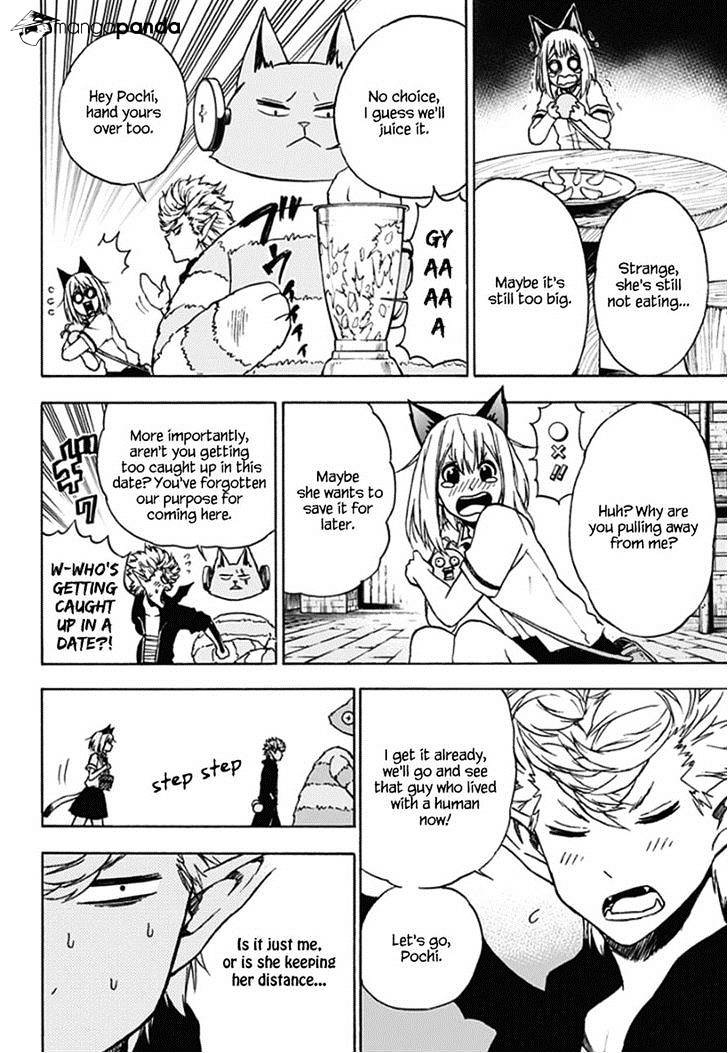 mangapanda
Strange,
she's still
not eating...
Maybe it's
still too big.
No choice,
I guess we'll
juice it.
Hey Pochi,
hand yours
over too.
GY
AA
AA
A
Huh? Why are
you pulling away
from me?
Maybe
she wants to
save it for
later.
More importantly,
aren't you getting
too caught up in this
date? You've forgotten
our purpose for
coming here.
W-WHO'S
GETTING
CAUGHT
UP IN A
DATE?!
I get it already,
we'll go and see
that guy who lived
with a human
now!
Let's go,
Pochi.
step step
Is it just me,
or is she keeping
her distance...